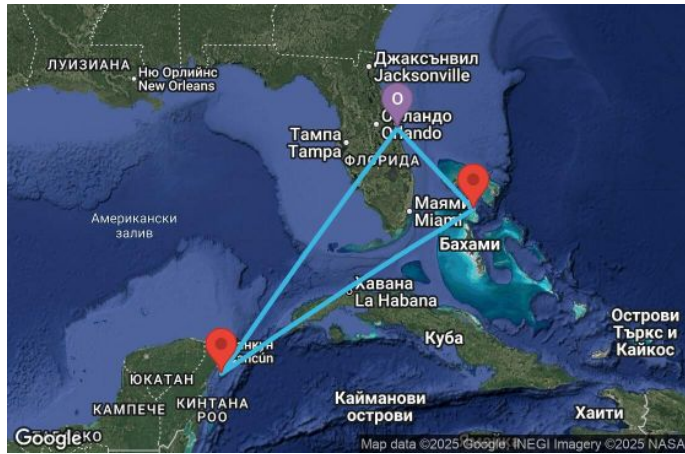 Джаксънвил
Jacksonville
ЛУИЗИАНА
Ню Орлийнс
New Orleans
O
Орландо
Orlando
Тампа
Tampa
ФЛОРИДА
Маями
Miami
Американски
залив
Бахами
Хавана
La Habana
Куба
Острови
Търкс и
Кайкос
ЮКАТАН
КАМПЕЧЕ
КИНТАНА
РОО
Кайманови
острови
Хаити
Google
Map data ©2025 Google, INEGI Imagery ©2025 NASA